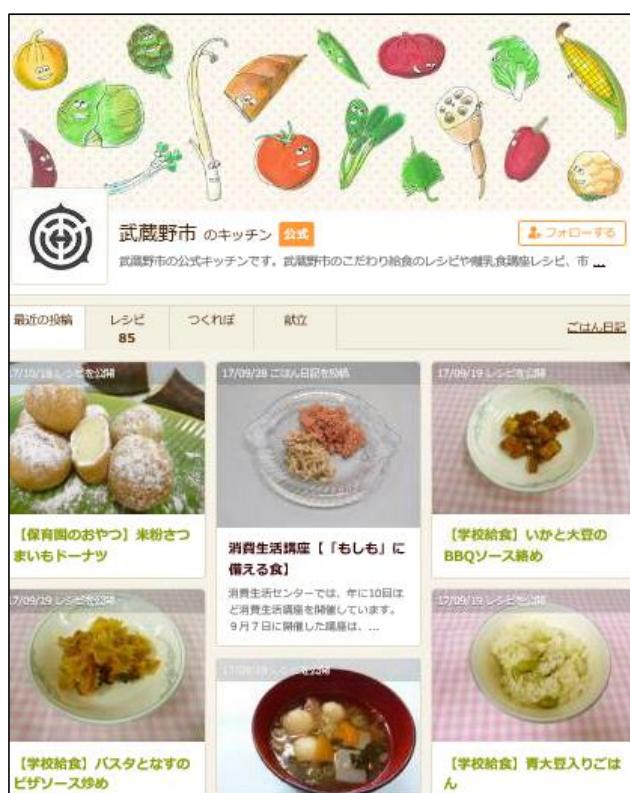 武蔵野市 のキッチン 公式
フォローする
武蔵野市の公式キッチンです。武蔵野市のこだわり給食のレシピや離乳食講座レシピ、市 ...
最近の投稿
レシピ
85
つくれぽ
献立
ごはん日記
17/10/18 レシピを公開
【保育園のおやつ】米粉さつ
まいもドーナツ
17/09/28 ごはん日記を投稿
消費生活講座【「もしも」に
備える食】
消費生活センターでは、年に10回ほ
ど消費生活講座を開催しています。
９月７日に開催した講座は、...
17/09/19 レシピを公開
【学校給食】いかと大豆の
BBQソース絡め
17/09/19 レシピを公開
【学校給食】パスタとなすの
ピザソース炒め
17/09/19 レシピを公開
17/09/19 レシピを公開
【学校給食】青大豆入りごは
ん